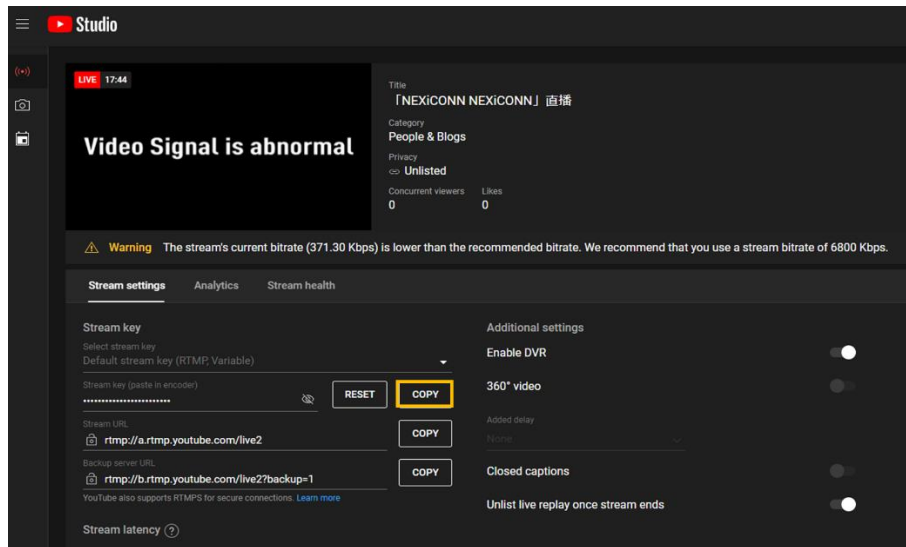 Studio
LIVE 17:44
Video Signal is abnormal
Title
「NEXiCONN NEXiCONN」直播
Category
People & Blogs
Privacy
Unlisted
Concurrent viewers Likes
0 0
Warning The stream's current bitrate (371.30 Kbps) is lower than the recommended bitrate. We recommend that you use a stream bitrate of 6800 Kbps.
Stream settings Analytics Stream health
Stream key
Select stream key
Default stream key (RTMP, Variable)
Stream key (paste in encoder)
•••••••••••••••••••••••• RESET COPY
Stream URL
rtmp://a.rtmp.youtube.com/live2 COPY
Backup server URL
rtmp://b.rtmp.youtube.com/live2?backup=1 COPY
YouTube also supports RTMPS for secure connections. Learn more
Stream latency ?
Additional settings
Enable DVR
360° video
Added delay
None
Closed captions
Unlist live replay once stream ends